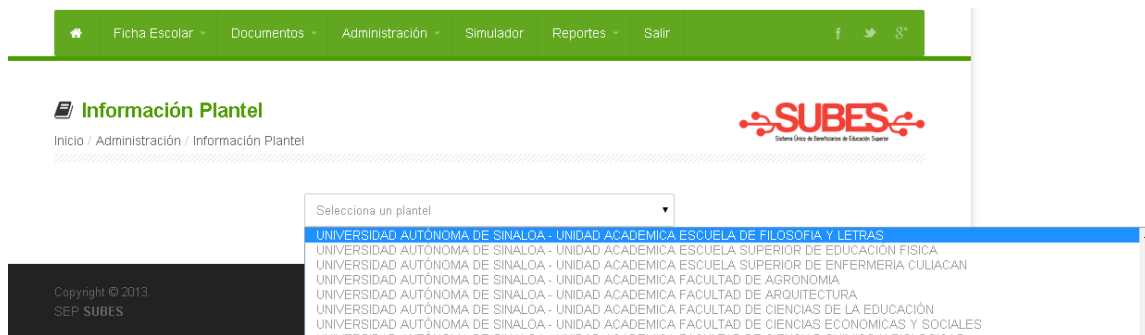 Ficha Escolar Documentos Administración Simulador Reportes Salir
Información Plantel
Inicio / Administración / Información Plantel
SUBES
Sistema Único de Beneficiarios de Educación Superior
Selecciona un plantel
UNIVERSIDAD AUTÓNOMA DE SINALOA - UNIDAD ACADEMICA ESCUELA DE FILOSOFIA Y LETRAS
UNIVERSIDAD AUTÓNOMA DE SINALOA - UNIDAD ACADEMICA ESCUELA SUPERIOR DE EDUCACIÓN FISICA
UNIVERSIDAD AUTÓNOMA DE SINALOA - UNIDAD ACADEMICA ESCUELA SUPERIOR DE ENFERMERIA CULIACAN
UNIVERSIDAD AUTÓNOMA DE SINALOA - UNIDAD ACADEMICA FACULTAD DE AGRONOMIA
UNIVERSIDAD AUTÓNOMA DE SINALOA - UNIDAD ACADEMICA FACULTAD DE ARQUITECTURA
UNIVERSIDAD AUTÓNOMA DE SINALOA - UNIDAD ACADEMICA FACULTAD DE CIENCIAS DE LA EDUCACIÓN
UNIVERSIDAD AUTÓNOMA DE SINALOA - UNIDAD ACADEMICA FACULTAD DE CIENCIAS ECONOMICAS Y SOCIALES
Copyright © 2013.
SEP SUBES